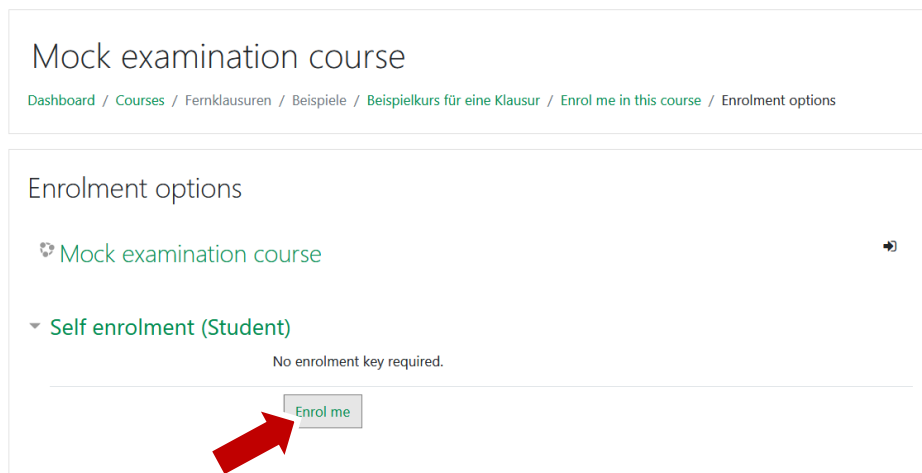 Mock examination course
Dashboard / Courses / Fernklausuren / Beispiele / Beispielkurs für eine Klausur / Enrol me in this course / Enrolment options
Enrolment options
Mock examination course
Self enrolment (Student)
No enrolment key required.
Enrol me